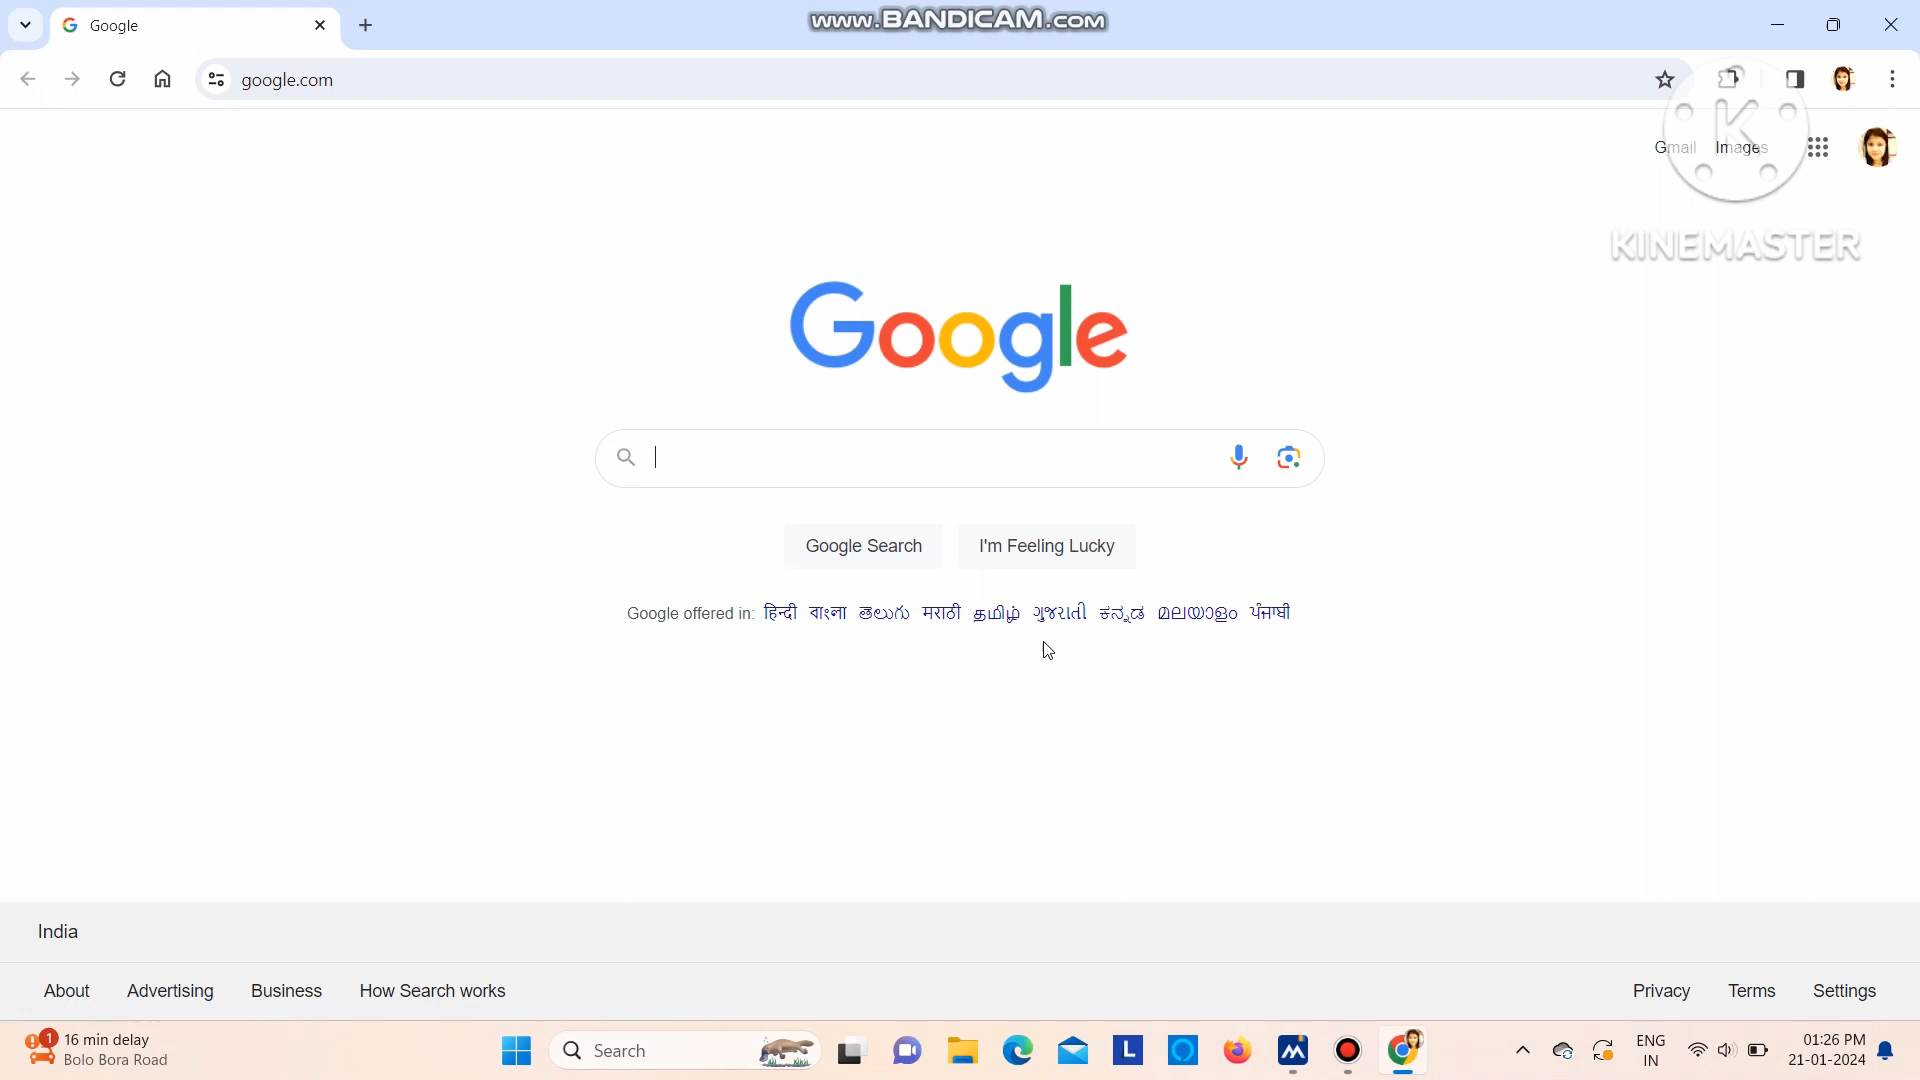 Google
www.BANDICAM.com
google.com
Gmail Images
KINEMASTER
Google
Google Search I'm Feeling Lucky
Google offered in: हिन्दी বাংলা తెలుగు मराठी தமிழ் ગુજરાતી ಕನ್ನಡ മലയാളം ਪੰਜਾਬੀ
India
About Advertising Business How Search works Privacy Terms Settings
1 16 min delay
Bolo Bora Road
Search
L
ENG
IN
01:26 PM
21-01-2024